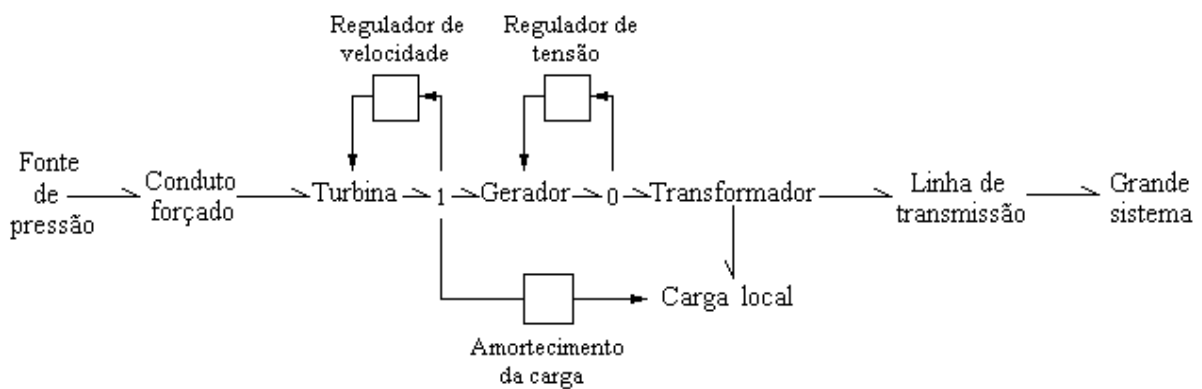 Regulador de
velocidade
Regulador de
tensão
Fonte
de
pressão
Conduto
forçado
Turbina
1
Gerador
0
Transformador
Linha de
transmissão
Grande
sistema
Carga local
Amortecimento
da carga